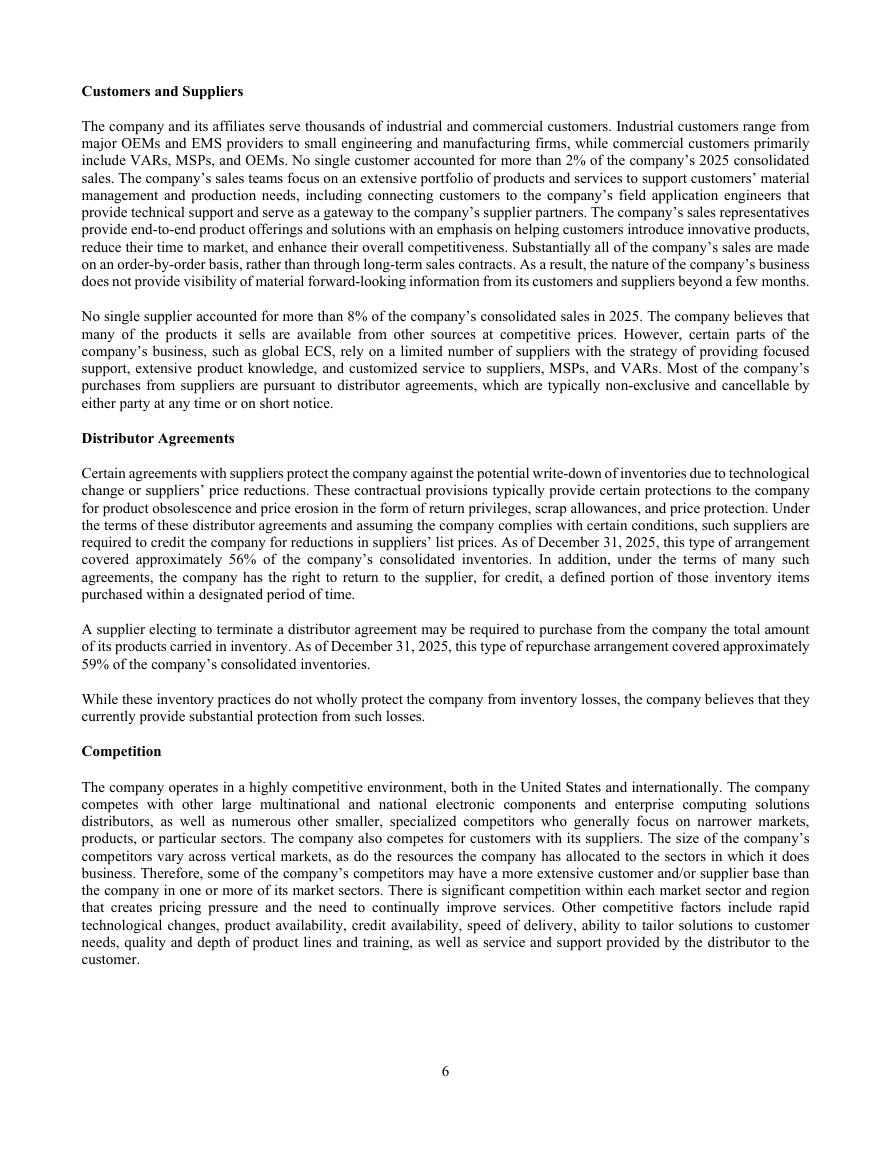 Customers and Suppliers
The company and its affiliates serve thousands of industrial and commercial customers. Industrial customers range from
major OEMs and EMS providers to small engineering and manufacturing firms, while commercial customers primarily
include VARs, MSPs, and OEMs. No single customer accounted for more than 2% of the company’s 2025 consolidated
sales. The company’s sales teams focus on an extensive portfolio of products and services to support customers’ material
management and production needs, including connecting customers to the company’s field application engineers that
provide technical support and serve as a gateway to the company’s supplier partners. The company’s sales representatives
provide end-to-end product offerings and solutions with an emphasis on helping customers introduce innovative products,
reduce their time to market, and enhance their overall competitiveness. Substantially all of the company’s sales are made
on an order-by-order basis, rather than through long-term sales contracts. As a result, the nature of the company’s business
does not provide visibility of material forward-looking information from its customers and suppliers beyond a few months.
No single supplier accounted for more than 8% of the company’s consolidated sales in 2025. The company believes that
many of the products it sells are available from other sources at competitive prices. However, certain parts of the
company’s business, such as global ECS, rely on a limited number of suppliers with the strategy of providing focused
support, extensive product knowledge, and customized service to suppliers, MSPs, and VARs. Most of the company’s
purchases from suppliers are pursuant to distributor agreements, which are typically non-exclusive and cancellable by
either party at any time or on short notice.
Distributor Agreements
Certain agreements with suppliers protect the company against the potential write-down of inventories due to technological
change or suppliers’ price reductions. These contractual provisions typically provide certain protections to the company
for product obsolescence and price erosion in the form of return privileges, scrap allowances, and price protection. Under
the terms of these distributor agreements and assuming the company complies with certain conditions, such suppliers are
required to credit the company for reductions in suppliers’ list prices. As of December 31, 2025, this type of arrangement
covered approximately 56% of the company’s consolidated inventories. In addition, under the terms of many such
agreements, the company has the right to return to the supplier, for credit, a defined portion of those inventory items
purchased within a designated period of time.
A supplier electing to terminate a distributor agreement may be required to purchase from the company the total amount
of its products carried in inventory. As of December 31, 2025, this type of repurchase arrangement covered approximately
59% of the company’s consolidated inventories.
While these inventory practices do not wholly protect the company from inventory losses, the company believes that they
currently provide substantial protection from such losses.
Competition
The company operates in a highly competitive environment, both in the United States and internationally. The company
competes with other large multinational and national electronic components and enterprise computing solutions
distributors, as well as numerous other smaller, specialized competitors who generally focus on narrower markets,
products, or particular sectors. The company also competes for customers with its suppliers. The size of the company’s
competitors vary across vertical markets, as do the resources the company has allocated to the sectors in which it does
business. Therefore, some of the company’s competitors may have a more extensive customer and/or supplier base than
the company in one or more of its market sectors. There is significant competition within each market sector and region
that creates pricing pressure and the need to continually improve services. Other competitive factors include rapid
technological changes, product availability, credit availability, speed of delivery, ability to tailor solutions to customer
needs, quality and depth of product lines and training, as well as service and support provided by the distributor to the
customer.
6